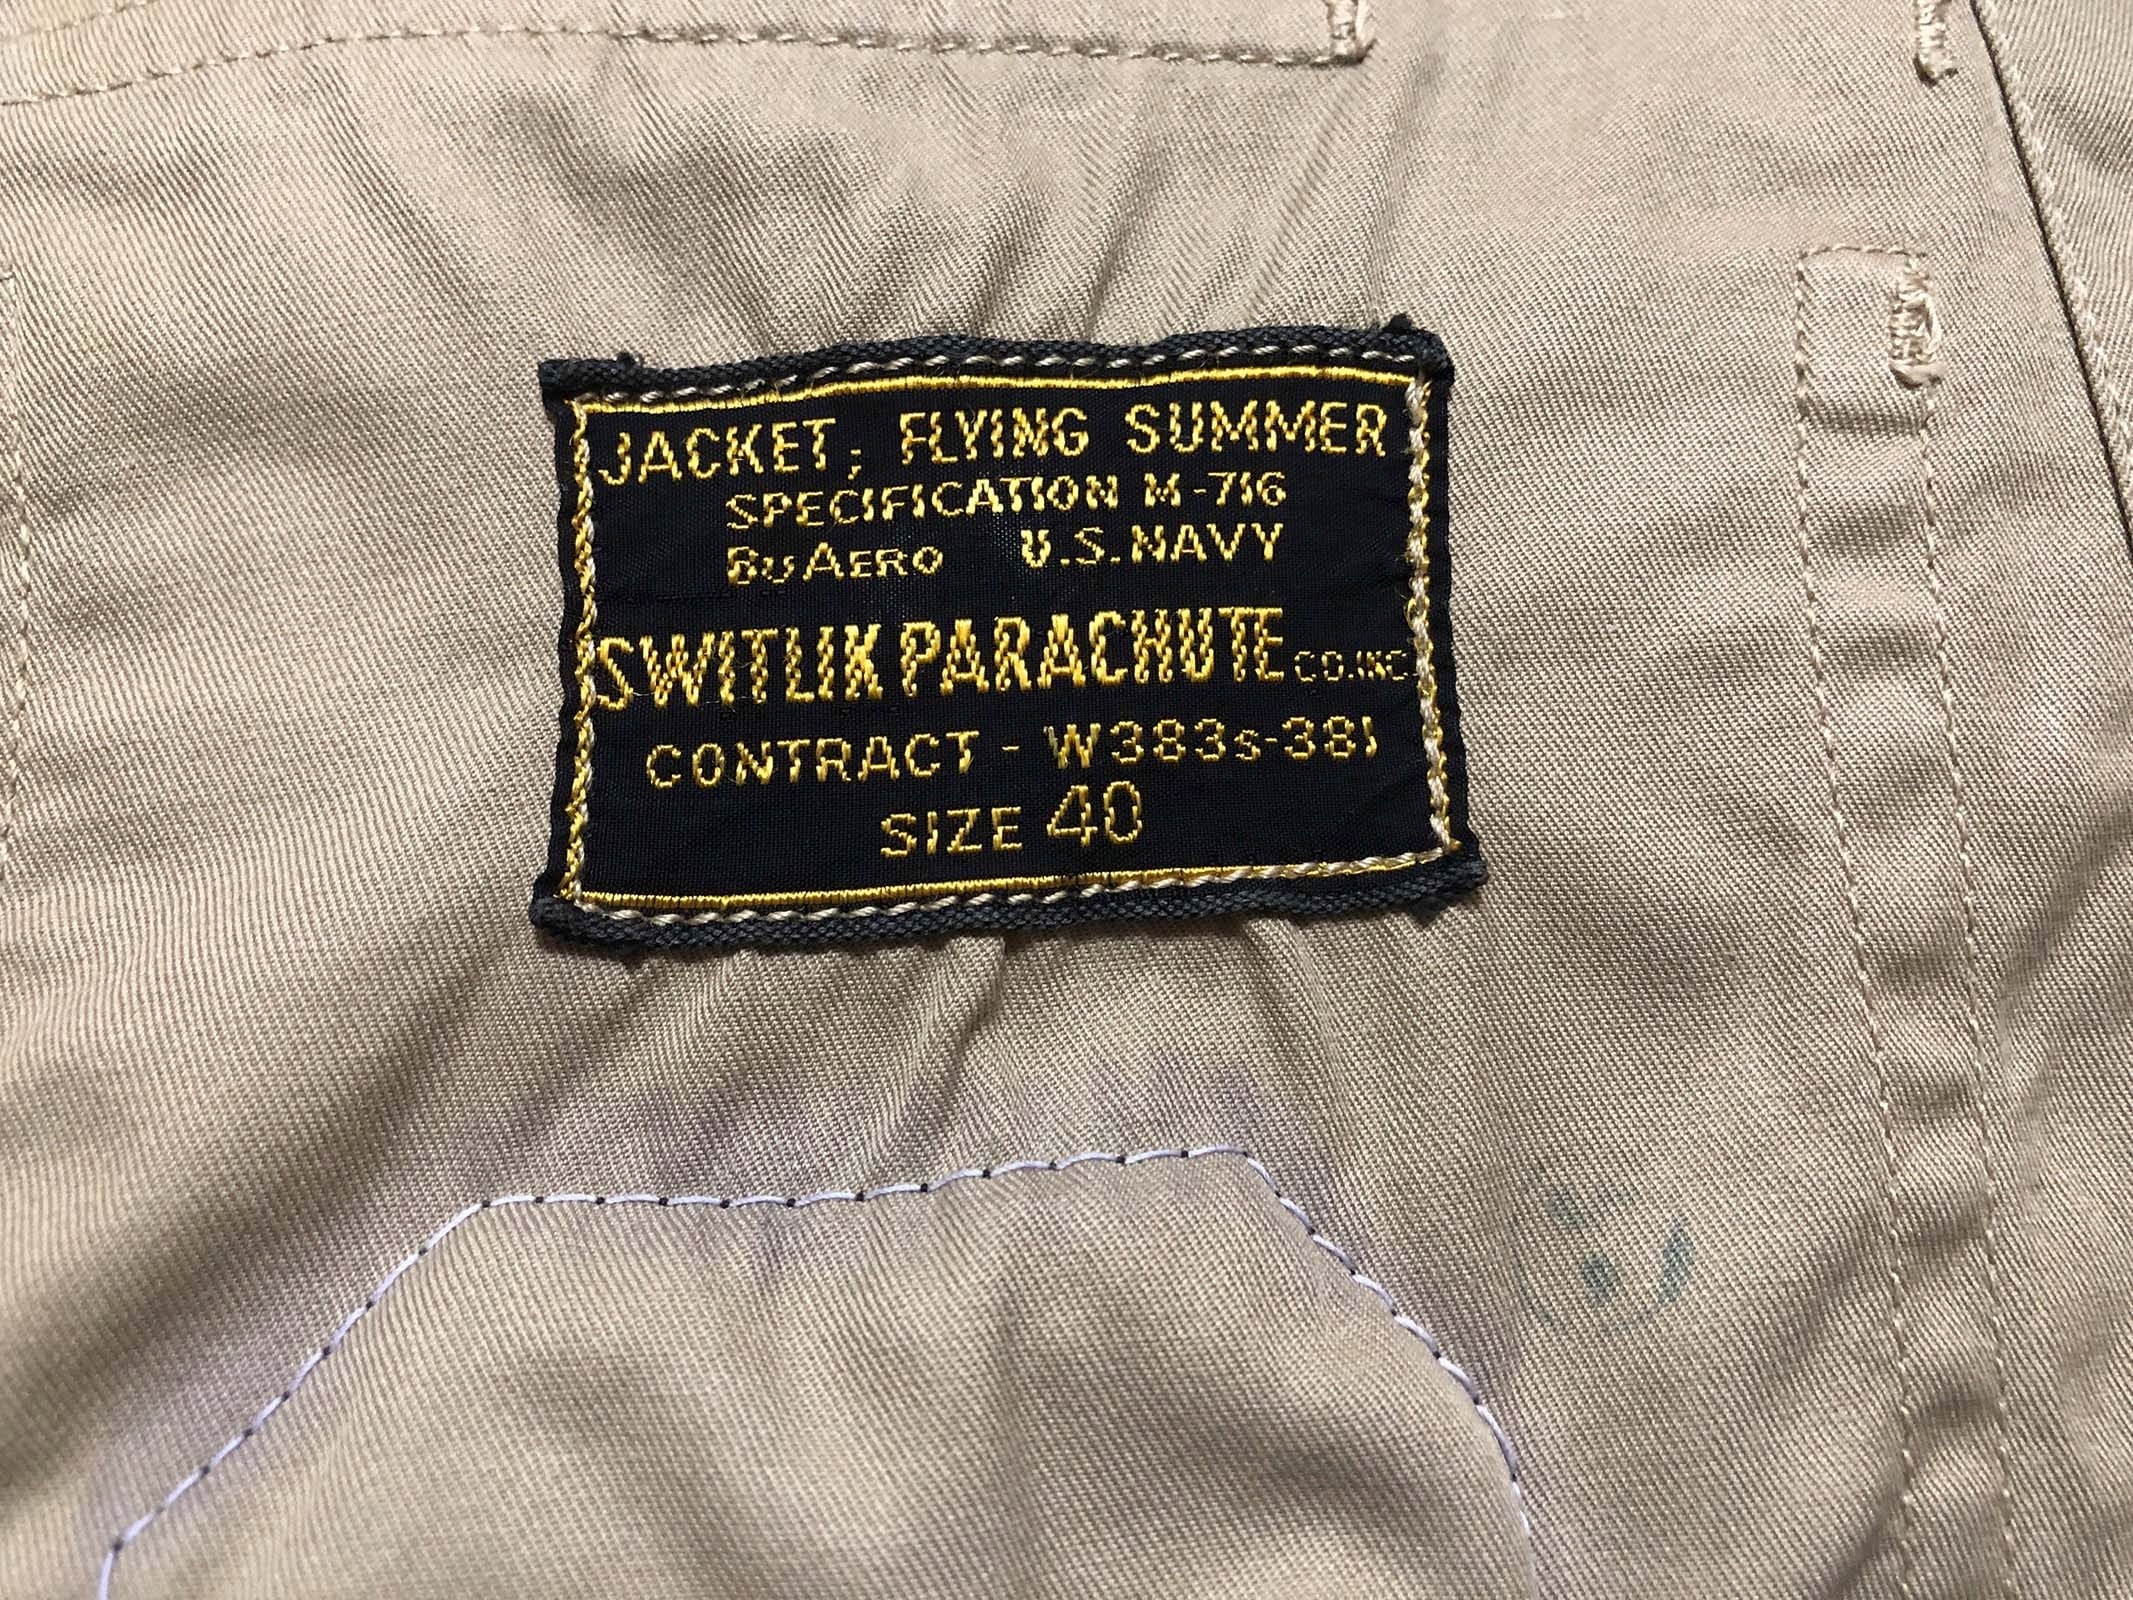 JACKET; FLYING SUMMER
SPECIFICATION M-716
BUAERO U.S.NAVY
SWITLIK PARACHUTE CO.INC.
CONTRACT - W383s-381
SIZE 40